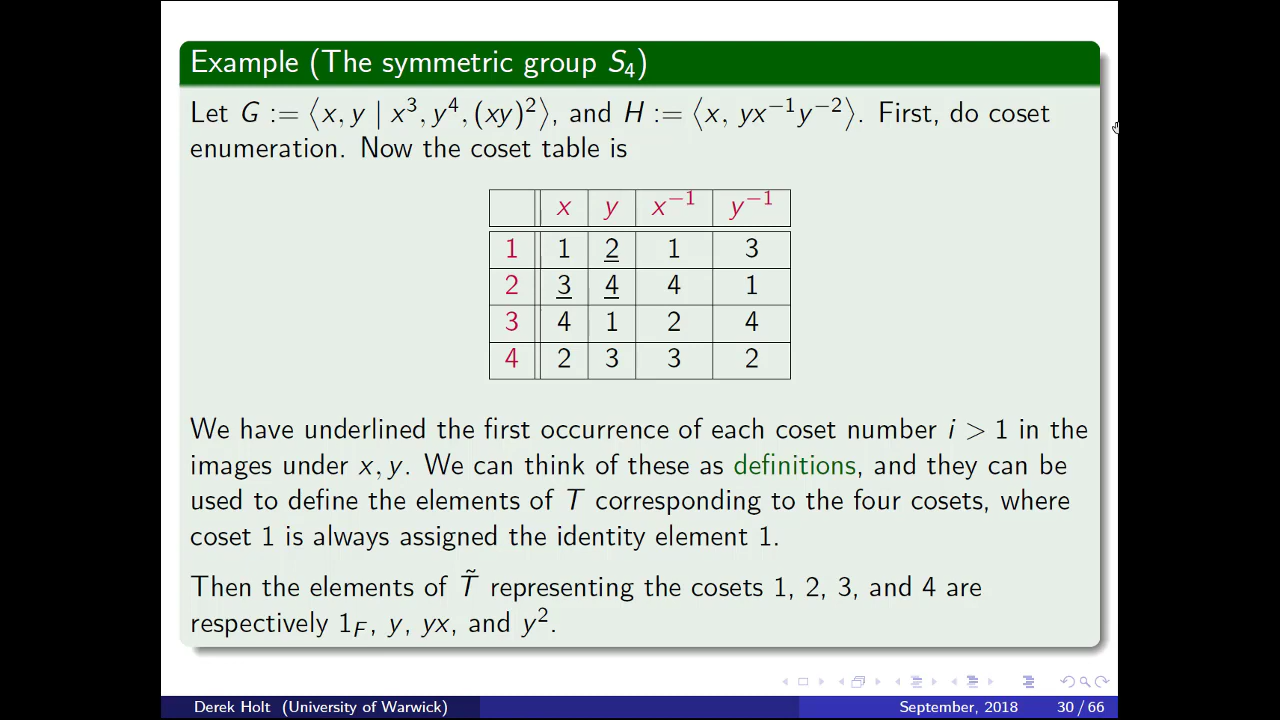 Example (The symmetric group S₄)
Let G := ⟨x, y | x³, y⁴, (xy)²⟩, and H := ⟨x, yx⁻¹y⁻²⟩. First, do coset
enumeration. Now the coset table is
x y x⁻¹ y⁻¹
1 1 2 1 3
2 3 4 4 1
3 4 1 2 4
4 2 3 3 2
We have underlined the first occurrence of each coset number i > 1 in the
images under x, y. We can think of these as definitions, and they can be
used to define the elements of T corresponding to the four cosets, where
coset 1 is always assigned the identity element 1.
Then the elements of T̃ representing the cosets 1, 2, 3, and 4 are
respectively 1_F, y, yx, and y².
Derek Holt (University of Warwick) September, 2018 30 / 66